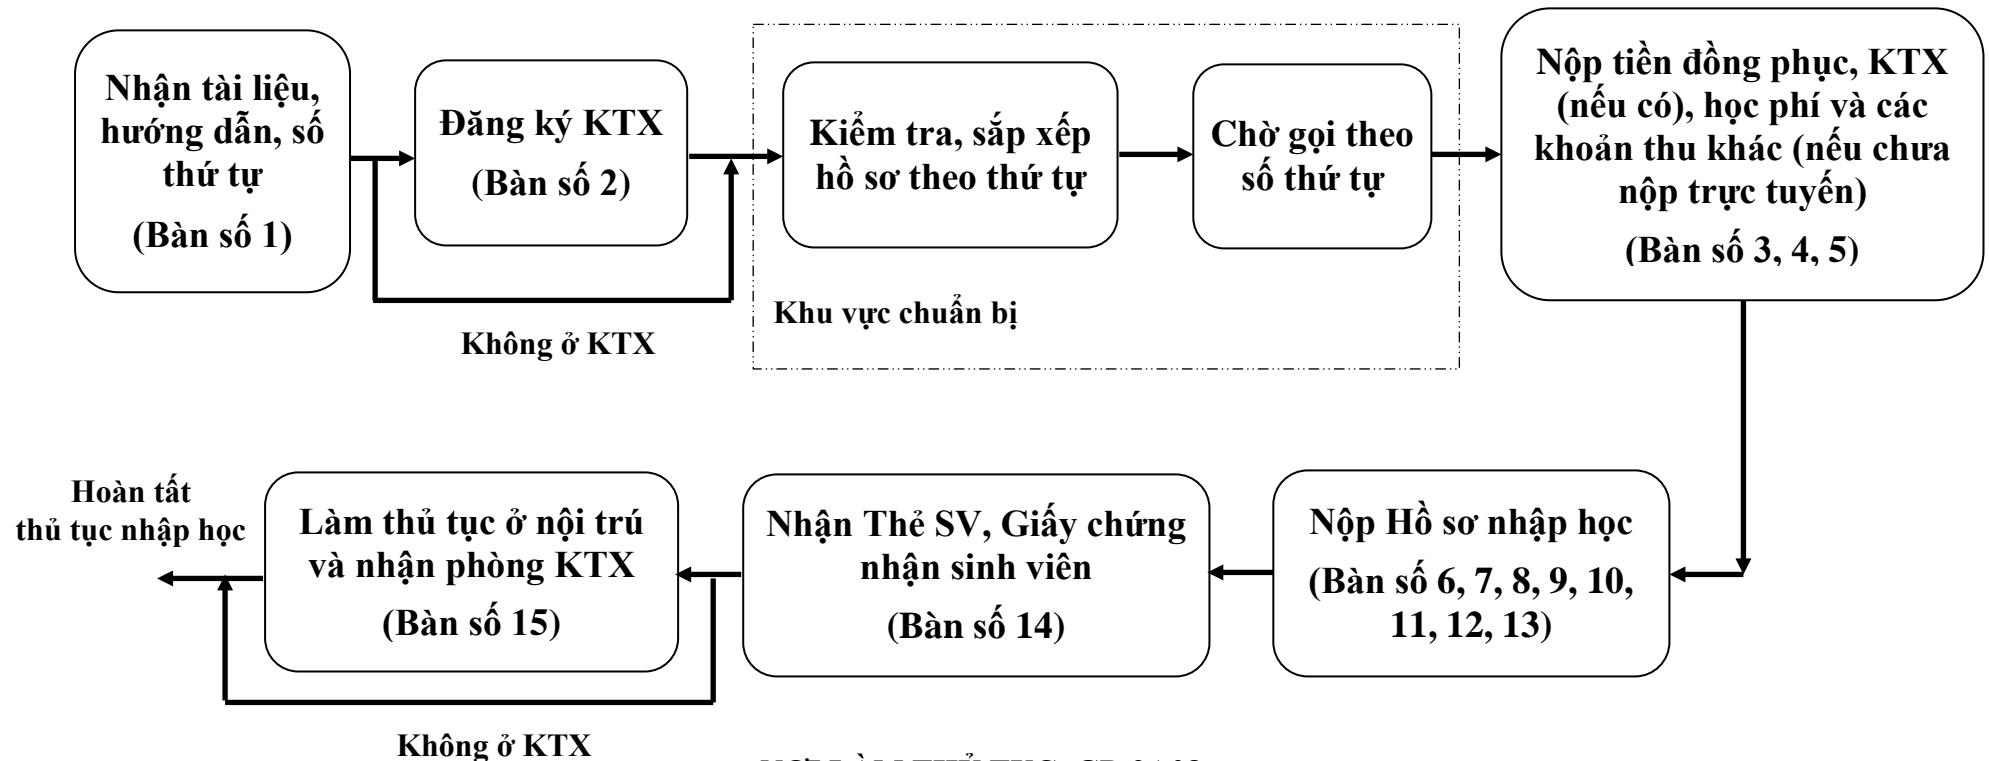 Nhận tài liệu,
hướng dẫn, số
thứ tự
(Bàn số 1)
Đăng ký KTX
(Bàn số 2)
Không ở KTX
Kiểm tra, sắp xếp
hồ sơ theo thứ tự
Chờ gọi theo
số thứ tự
Khu vực chuẩn bị
Nộp tiền đồng phục, KTX
(nếu có), học phí và các
khoản thu khác (nếu chưa
nộp trực tuyến)
(Bàn số 3, 4, 5)
Nộp Hồ sơ nhập học
(Bàn số 6, 7, 8, 9, 10,
11, 12, 13)
Nhận Thẻ SV, Giấy chứng
nhận sinh viên
(Bàn số 14)
Làm thủ tục ở nội trú
và nhận phòng KTX
(Bàn số 15)
Không ở KTX
Hoàn tất
thủ tục nhập học